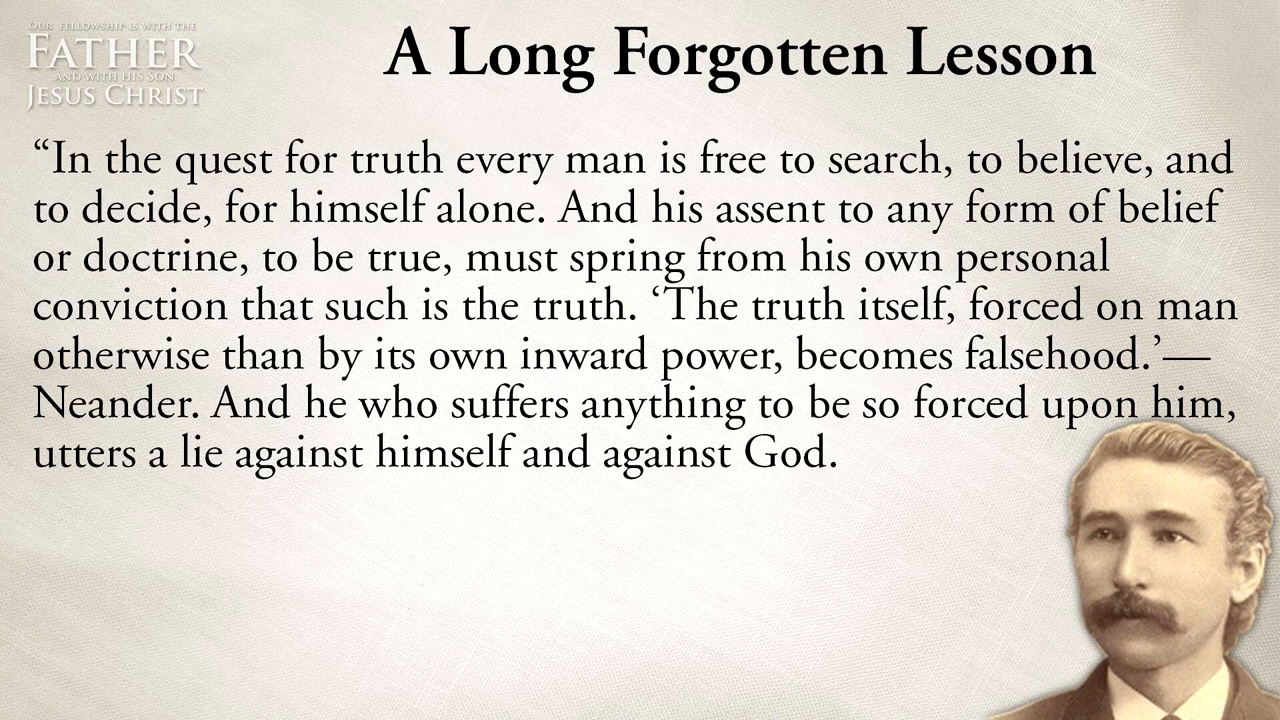 OUR FELLOWSHIP IS WITH THE
FATHER
AND WITH HIS SON
JESUS CHRIST
A Long Forgotten Lesson
“In the quest for truth every man is free to search, to believe, and
to decide, for himself alone. And his assent to any form of belief
or doctrine, to be true, must spring from his own personal
conviction that such is the truth. ‘The truth itself, forced on man
otherwise than by its own inward power, becomes falsehood.’—
Neander. And he who suffers anything to be so forced upon him,
utters a lie against himself and against God.